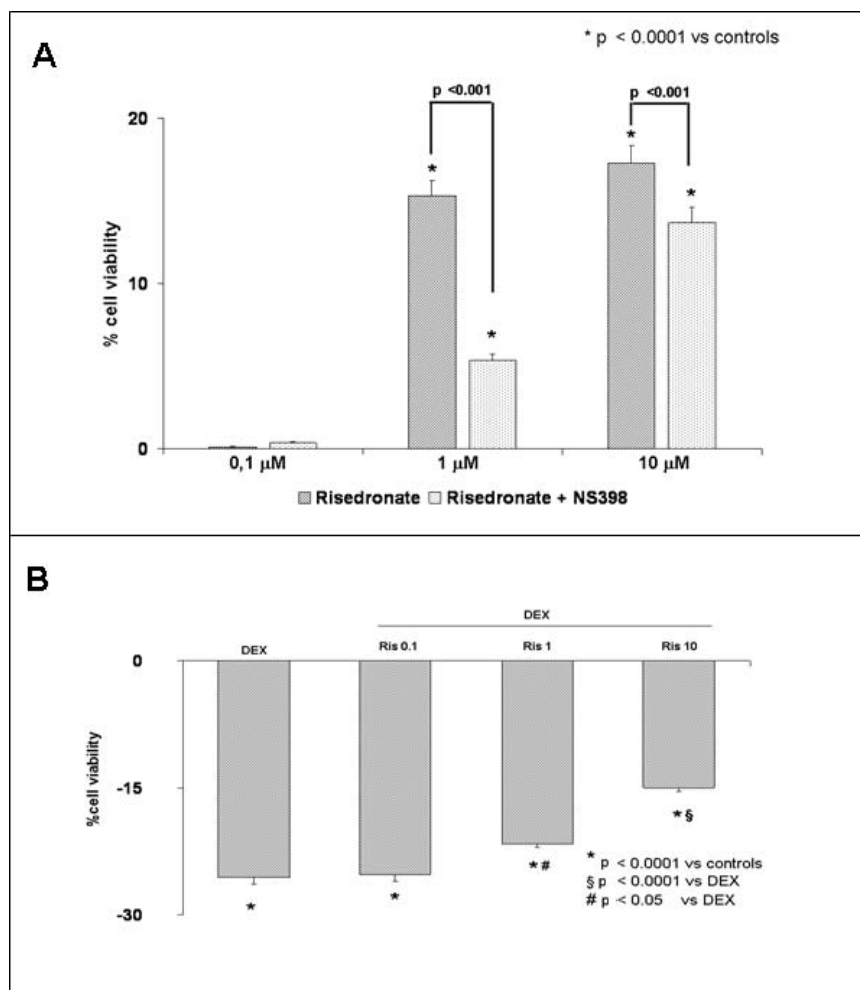 A
* p < 0.0001 vs controls
p <0.001
p <0.001
20
*
*
*
*
10
% cell viability
0
0,1 μM
1 μM
10 μM
Risedronate
Risedronate + NS398
B
DEX
DEX
Ris 0.1
Ris 1
Ris 10
0
-15
%cell viability
* §
* #
*
*
-30
* p < 0.0001 vs controls
§ p < 0.0001 vs DEX
# p < 0.05 vs DEX